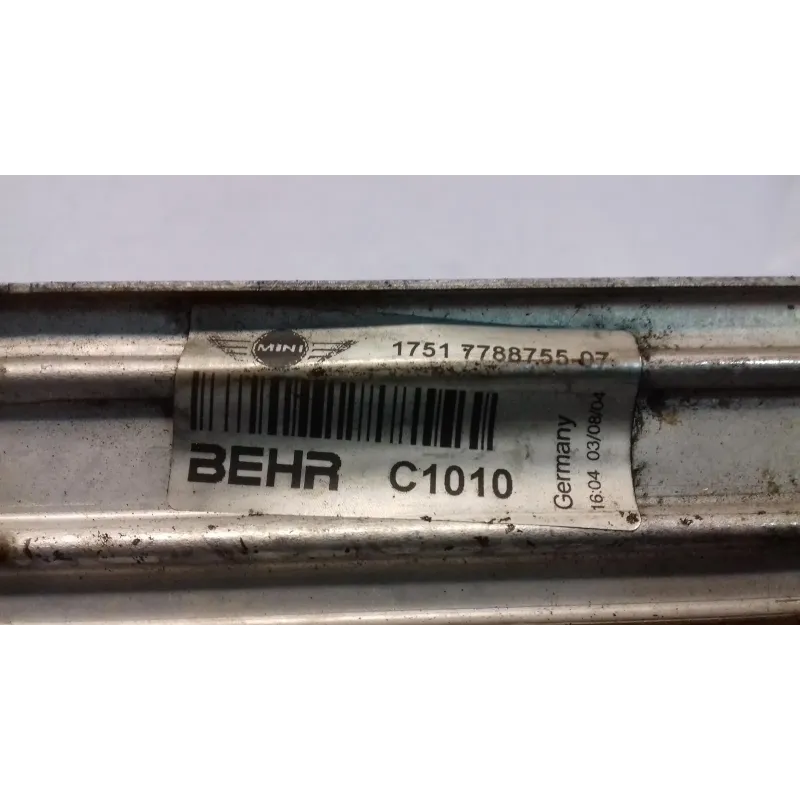 MINI
1751 7788755-07
BEHR C1010
Germany
16:04 03/08/04